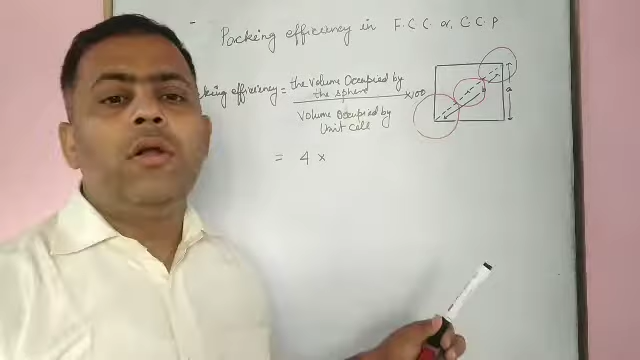 Packing efficiency in F.C.C. or, C.C.P
king efficiency = the Volume Occupied by the sphere × 100
Volume Occupied by Unit cell
= 4 ×
a